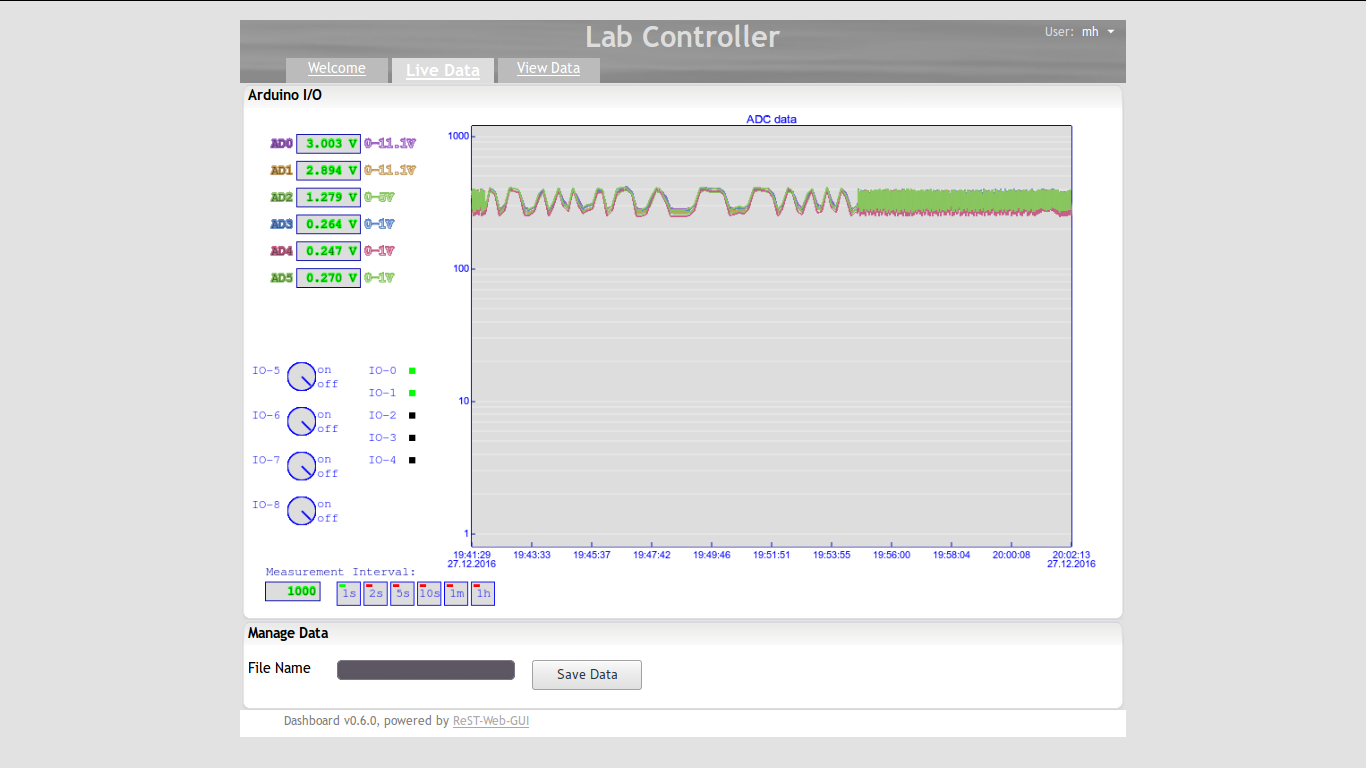 Lab Controller
User: mh
Welcome Live Data View Data
Arduino I/O
ADC data
AD0 3.003 V 0-11.1V
AD1 2.894 V 0-11.1V
AD2 1.279 V 0-5V
AD3 0.264 V 0-1V
AD4 0.247 V 0-1V
AD5 0.270 V 0-1V
1000
100
10
1
19:41:29 19:43:33 19:45:37 19:47:42 19:49:46 19:51:51 19:53:55 19:56:00 19:58:04 20:00:08 20:02:13
27.12.2016 27.12.2016
IO-5 on off
IO-6 on off
IO-7 on off
IO-8 on off
IO-0
IO-1
IO-2
IO-3
IO-4
Measurement Interval:
1000 1s 2s 5s 10s 1m 1h
Manage Data
File Name Save Data
Dashboard v0.6.0, powered by ReST-Web-GUI